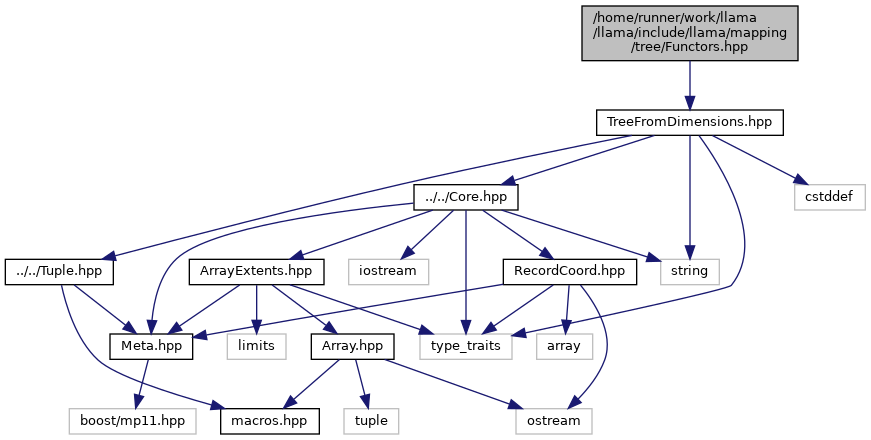 /home/runner/work/llama
/llama/include/llama/mapping
/tree/Functors.hpp
TreeFromDimensions.hpp
../../Core.hpp
cstddef
../../Tuple.hpp
ArrayExtents.hpp
iostream
RecordCoord.hpp
string
Meta.hpp
limits
Array.hpp
type_traits
array
boost/mp11.hpp
macros.hpp
tuple
ostream